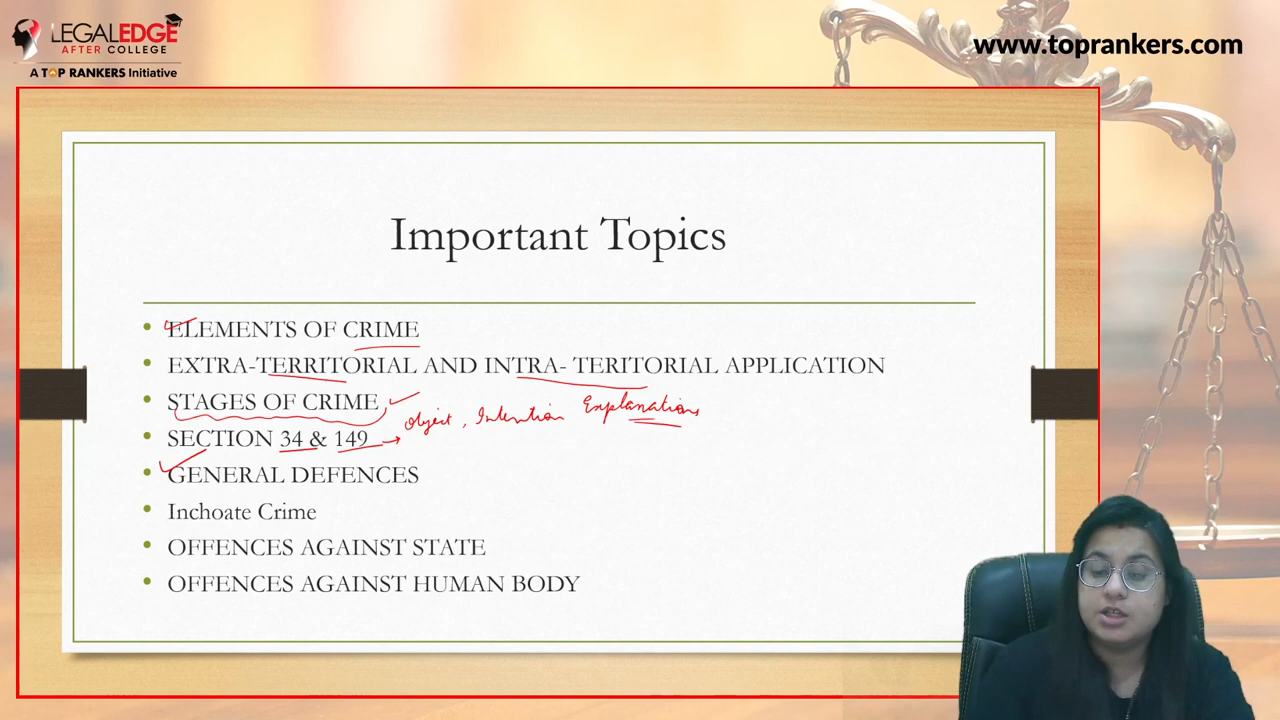 LEGALEDGE
AFTER COLLEGE
A TOP RANKERS Initiative
www.toprankers.com
Important Topics
• ELEMENTS OF CRIME
• EXTRA-TERRITORIAL AND INTRA- TERITORIAL APPLICATION
• STAGES OF CRIME
• SECTION 34 & 149 → Object, Intention Explanations
• GENERAL DEFENCES
• Inchoate Crime
• OFFENCES AGAINST STATE
• OFFENCES AGAINST HUMAN BODY